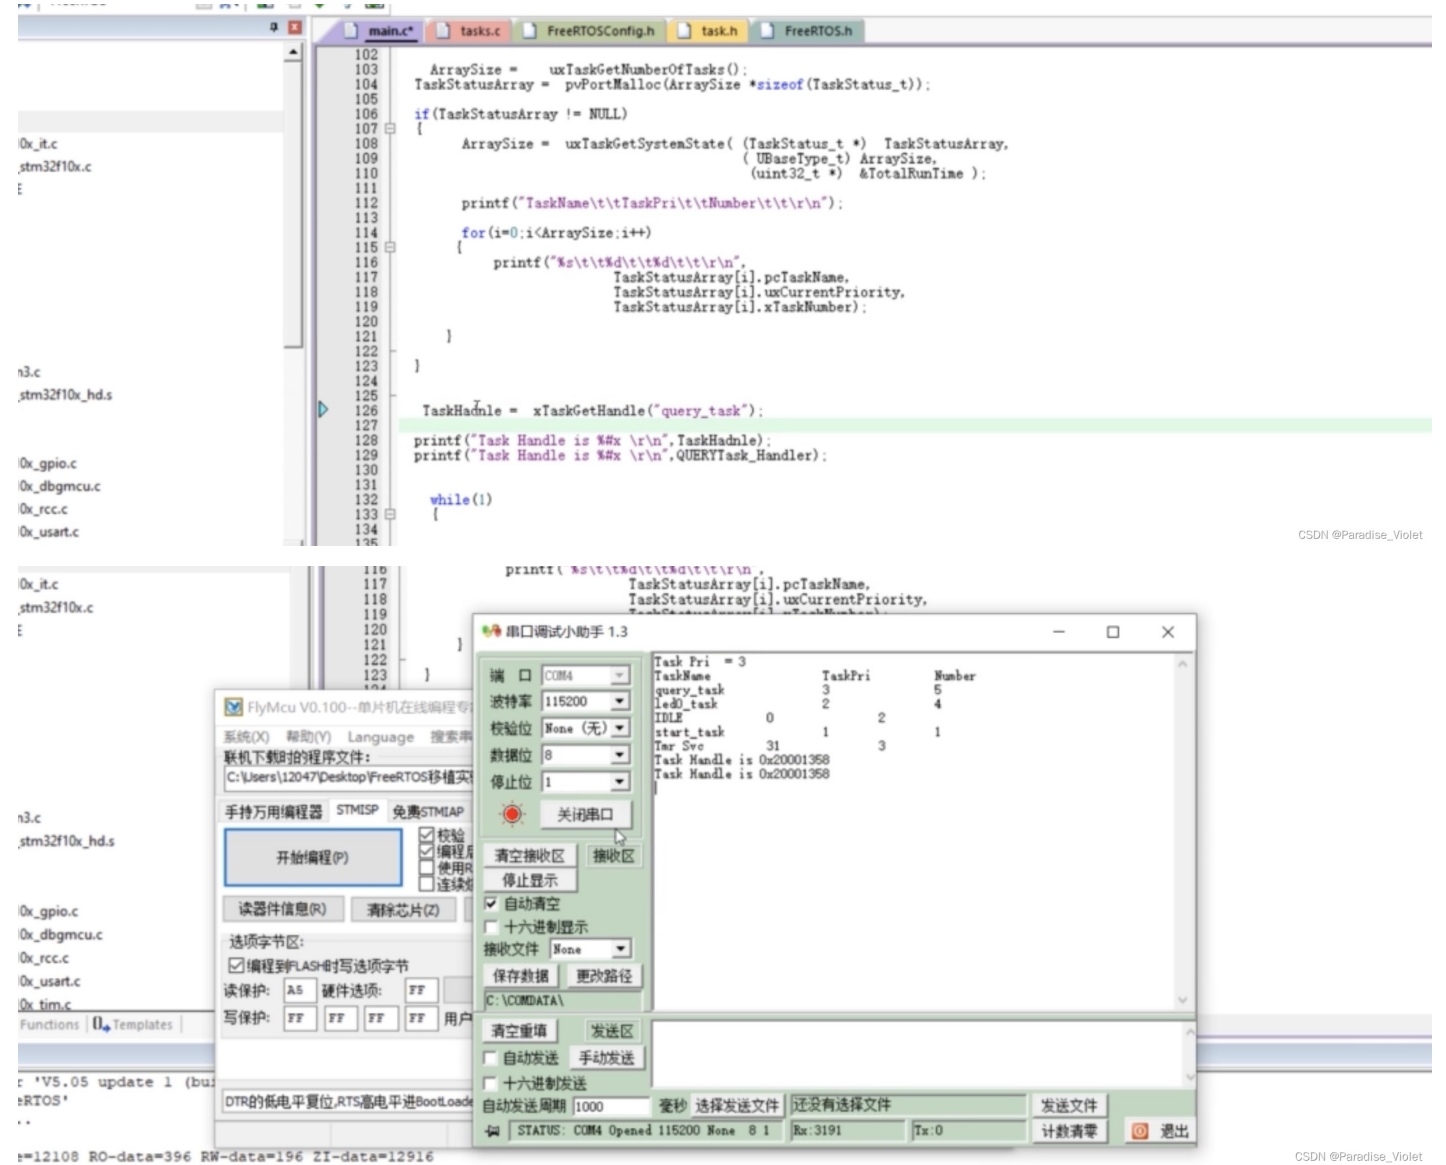 main.c*
tasks.c
FreeRTOSConfig.h
task.h
FreeRTOS.h
0x_it.c
_stm32f10x.c
E
n3.c
_stm32f10x_hd.s
0x_gpio.c
0x_dbgmcu.c
0x_rcc.c
0x_usart.c
102
103 ArraySize = uxTaskGetNumberOfTasks();
104 TaskStatusArray = pvPortMalloc(ArraySize *sizeof(TaskStatus_t));
105
106 if(TaskStatusArray != NULL)
107 {
108 ArraySize = uxTaskGetSystemState( (TaskStatus_t *) TaskStatusArray,
109 ( UBaseType_t) ArraySize,
110 (uint32_t *) &TotalRunTime );
111
112 printf("TaskName\t\tTaskPri\t\tNumber\t\t\r\n");
113
114 for(i=0;i<ArraySize;i++)
115 {
116 printf("%s\t\t%d\t\t%d\t\t\r\n",
117 TaskStatusArray[i].pcTaskName,
118 TaskStatusArray[i].uxCurrentPriority,
119 TaskStatusArray[i].xTaskNumber);
120
121 }
122
123 }
124
125
126 TaskHadnle = xTaskGetHandle("query_task");
127
128 printf("Task Handle is %#x \r\n",TaskHadnle);
129 printf("Task Handle is %#x \r\n",QUERYTask_Handler);
130
131
132 while(1)
133 {
134
135
CSDN @Paradise_Violet
0x_it.c
_stm32f10x.c
E
n3.c
_stm32f10x_hd.s
0x_gpio.c
0x_dbgmcu.c
0x_rcc.c
0x_usart.c
0x_tim.c
Functions
Templates
116 printf("%s\t\t%d\t\t%d\t\t\r\n",
117 TaskStatusArray[i].pcTaskName,
118 TaskStatusArray[i].uxCurrentPriority,
119 TaskStatusArray[i].xTaskNumber);
120
121 }
122
123 }
FlyMcu V0.100--单片机在线编程专
系统(X) 帮助(Y) Language 搜索串
联机下载时的程序文件:
C:\Users\12047\Desktop\FreeRTOS移植实
手持万用编程器 STMISP 免费STMIAP
开始编程(P)
校验
编程后
使用R
连续烧
读器件信息(R) 清除芯片(Z)
选项字节区:
编程到FLASH时写选项字节
读保护: A5 硬件选项: FF
写保护: FF FF FF FF 用户
DTR的低电平复位,RTS高电平进BootLoade
串口调试小助手 1.3
端 口 COM4
波特率 115200
校验位 None (无)
数据位 8
停止位 1
关闭串口
清空接收区 接收区
停止显示
自动清空
十六进制显示
接收文件 None
保存数据 更改路径
C:\COMDATA\
Task Pri = 3
TaskName TaskPri Number
query_task 3 5
led0_task 2 4
IDLE 0 2
start_task 1 1
Tmr Svc 31 3
Task Handle is 0x20001358
Task Handle is 0x20001358
清空重填 发送区
自动发送 手动发送
十六进制发送
自动发送周期 1000 毫秒 选择发送文件 还没有选择文件 发送文件
STATUS: COM4 Opened 115200 None 8 1 Rx:3191 Tx:0 计数清零 退出
r 'V5.05 update 1 (bui
eRTOS'
..
e=12108 RO-data=396 RW-data=196 ZI-data=12916
CSDN @Paradise_Violet